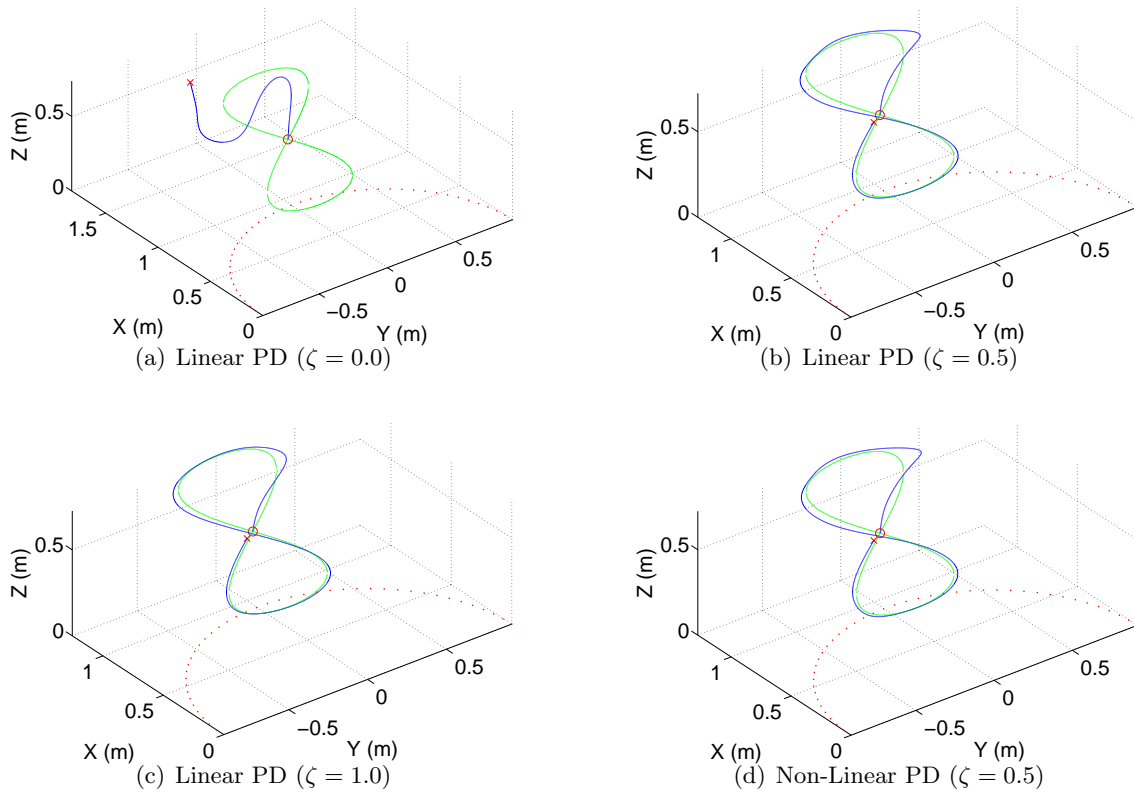 Z (m)
0.5
0
1.5
1
0.5
0
X (m)
−0.5
0
0.5
Y (m)
(a) Linear PD (ζ = 0.0)
Z (m)
0.5
0
1
0.5
0
X (m)
−0.5
0
0.5
Y (m)
(b) Linear PD (ζ = 0.5)
Z (m)
0.5
0
1
0.5
0
X (m)
−0.5
0
0.5
Y (m)
(c) Linear PD (ζ = 1.0)
Z (m)
0.5
0
1
0.5
0
X (m)
−0.5
0
0.5
Y (m)
(d) Non-Linear PD (ζ = 0.5)